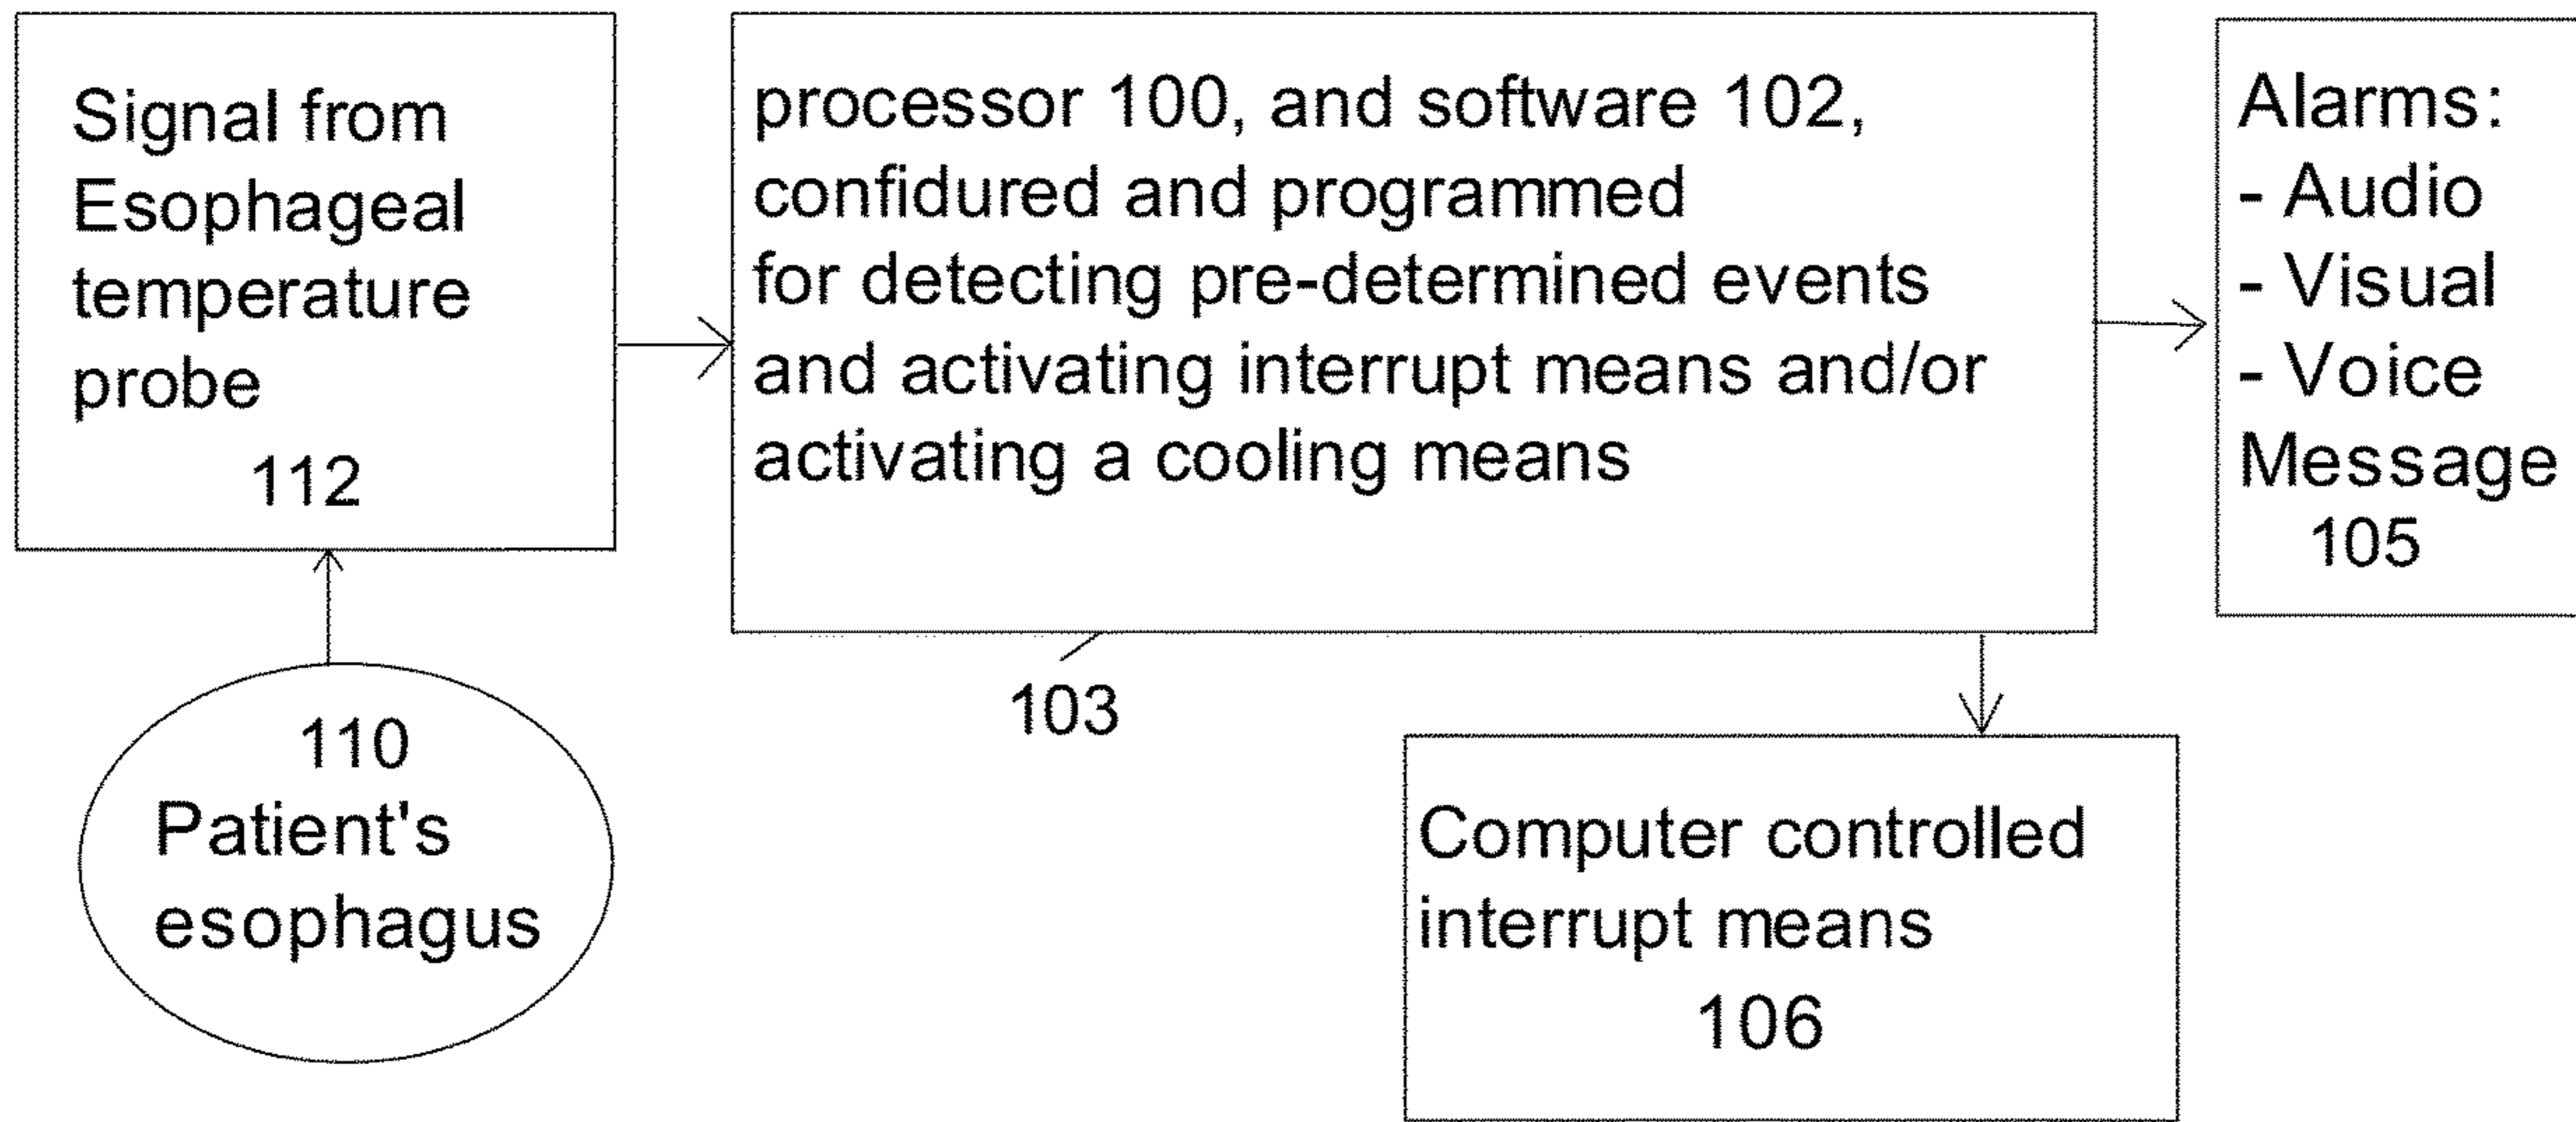 Signal from
Esophageal
temperature
probe
112
processor 100, and software 102,
confidured and programmed
for detecting pre-determined events
and activating interrupt means and/or
activating a cooling means
Alarms:
- Audio
- Visual
- Voice
Message
105
103
110
Patient's
esophagus
Computer controlled
interrupt means
106